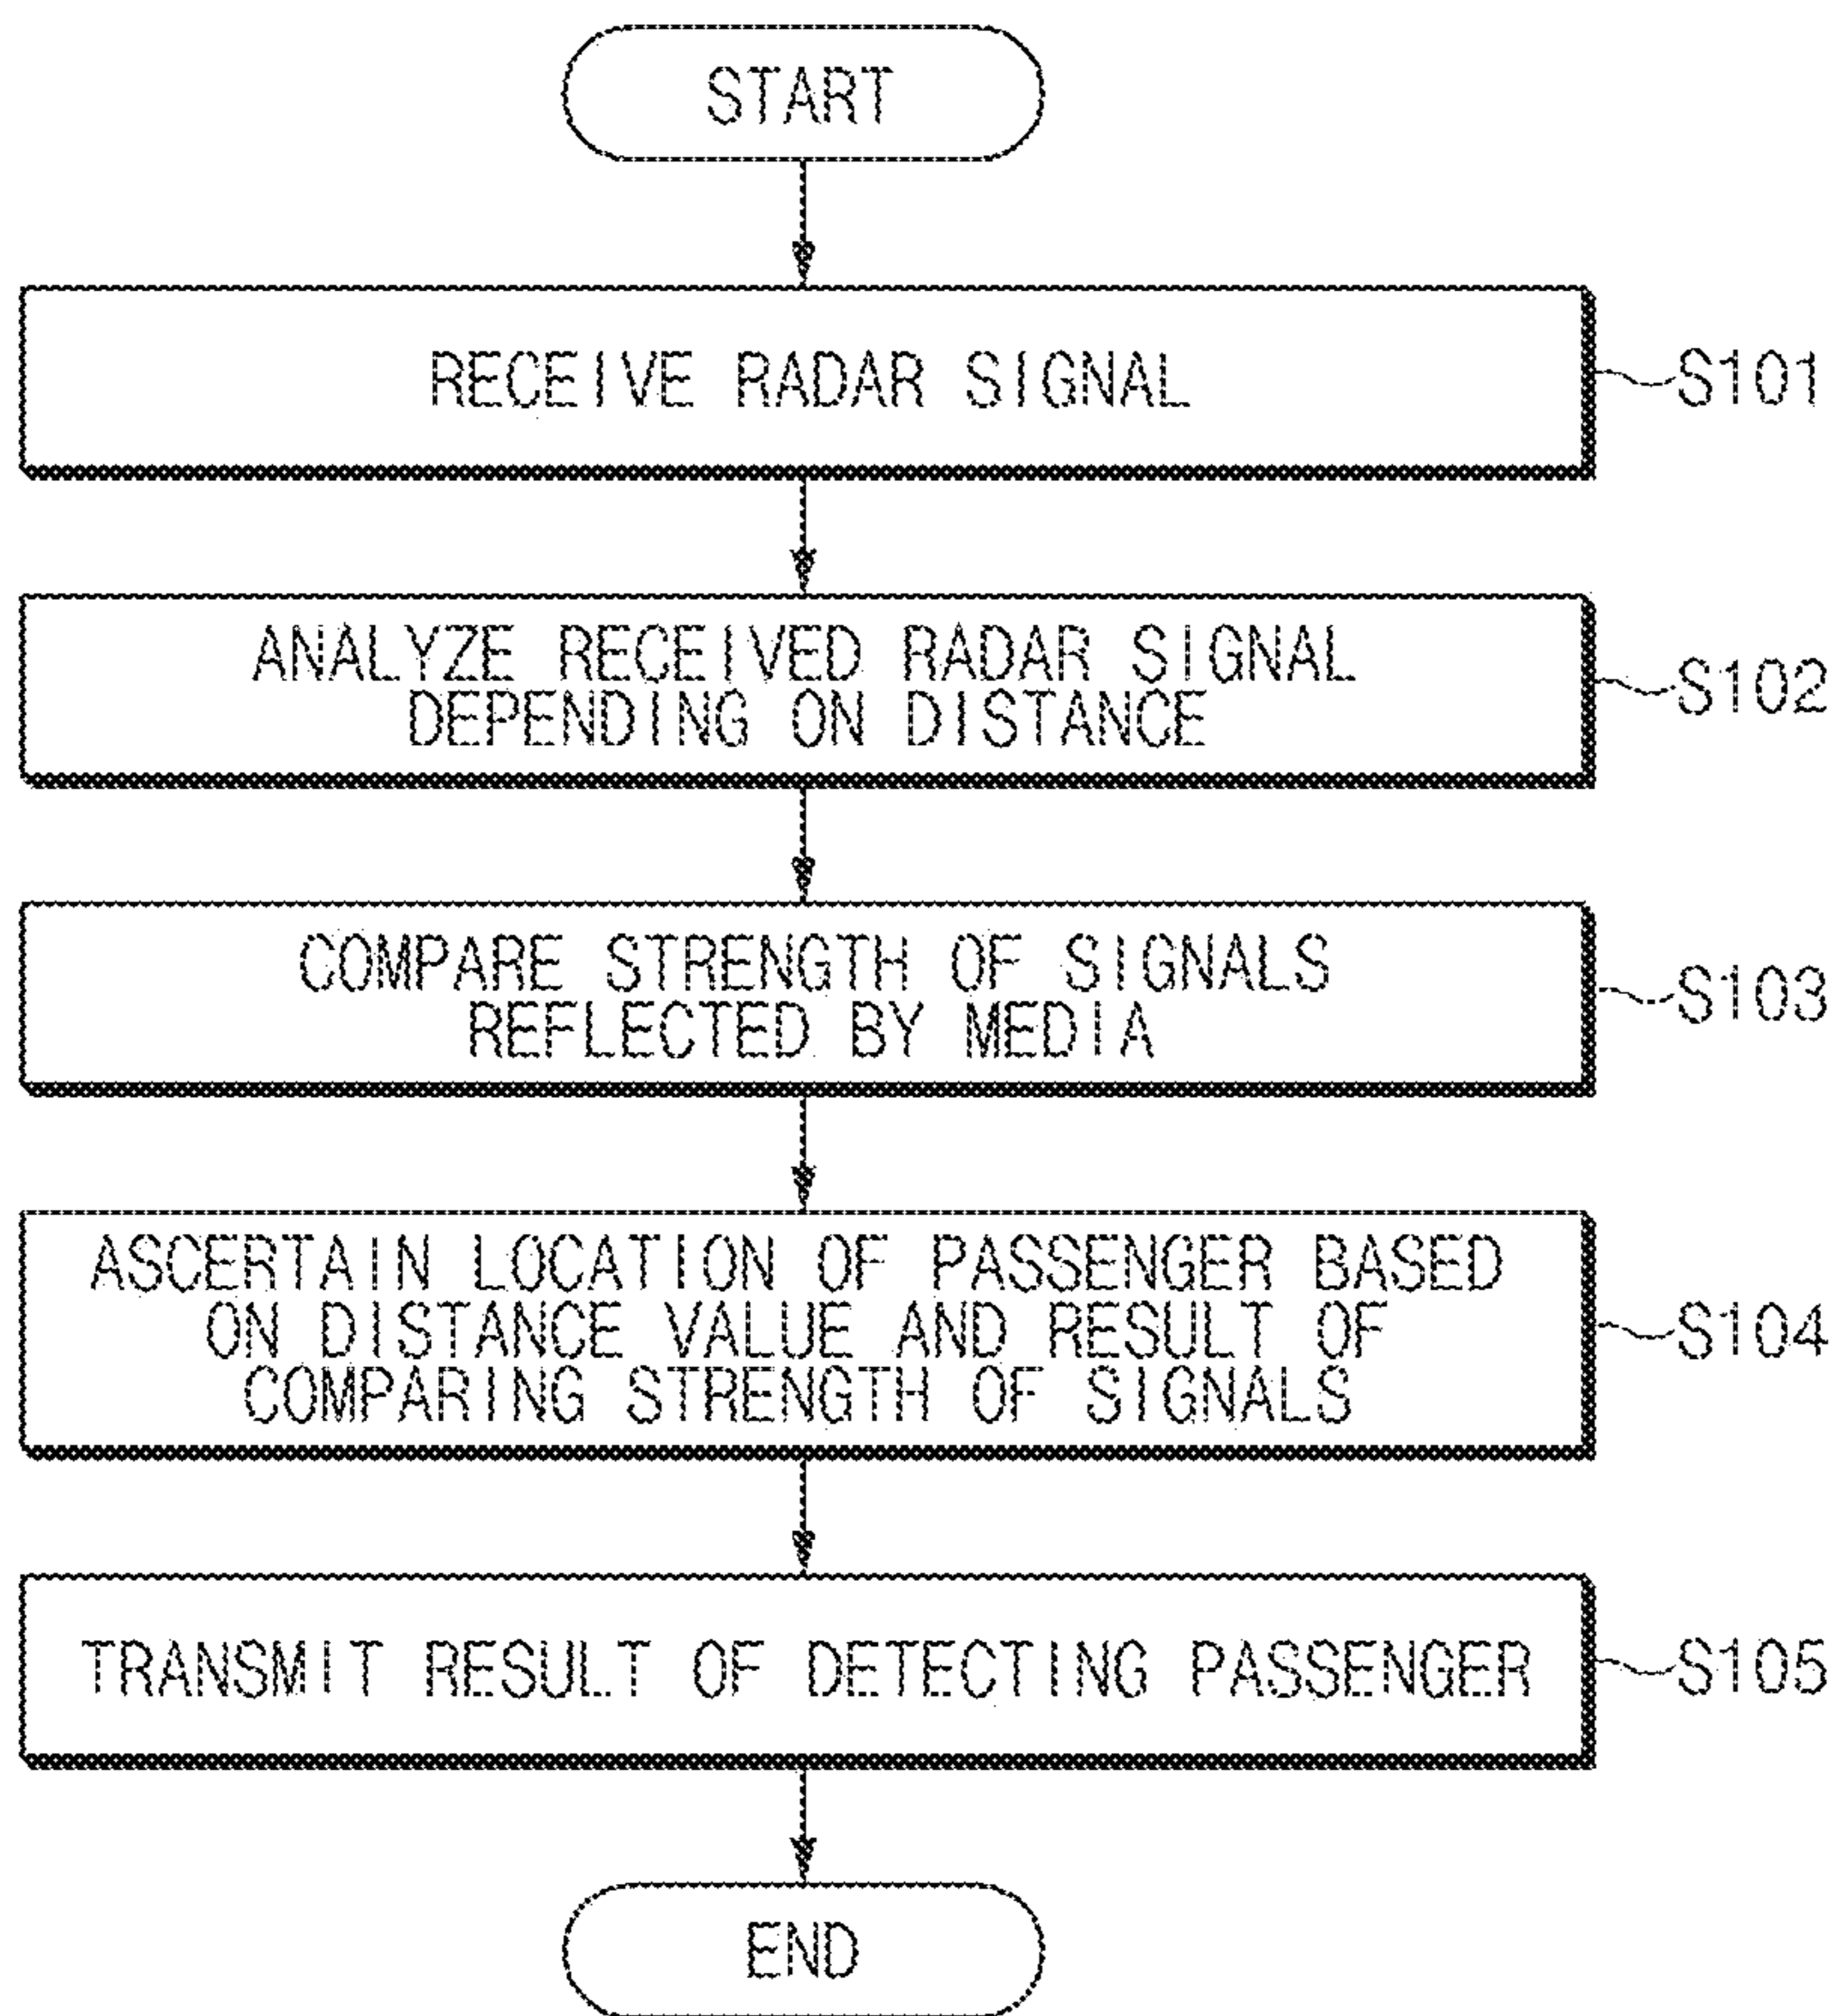 START
RECEIVE RADAR SIGNAL
S101
ANALYZE RECEIVED RADAR SIGNAL
DEPENDING ON DISTANCE
S102
COMPARE STRENGTH OF SIGNALS
REFLECTED BY MEDIA
S103
ASCERTAIN LOCATION OF PASSENGER BASED
ON DISTANCE VALUE AND RESULT OF
COMPARING STRENGTH OF SIGNALS
S104
TRANSMIT RESULT OF DETECTING PASSENGER
S105
END